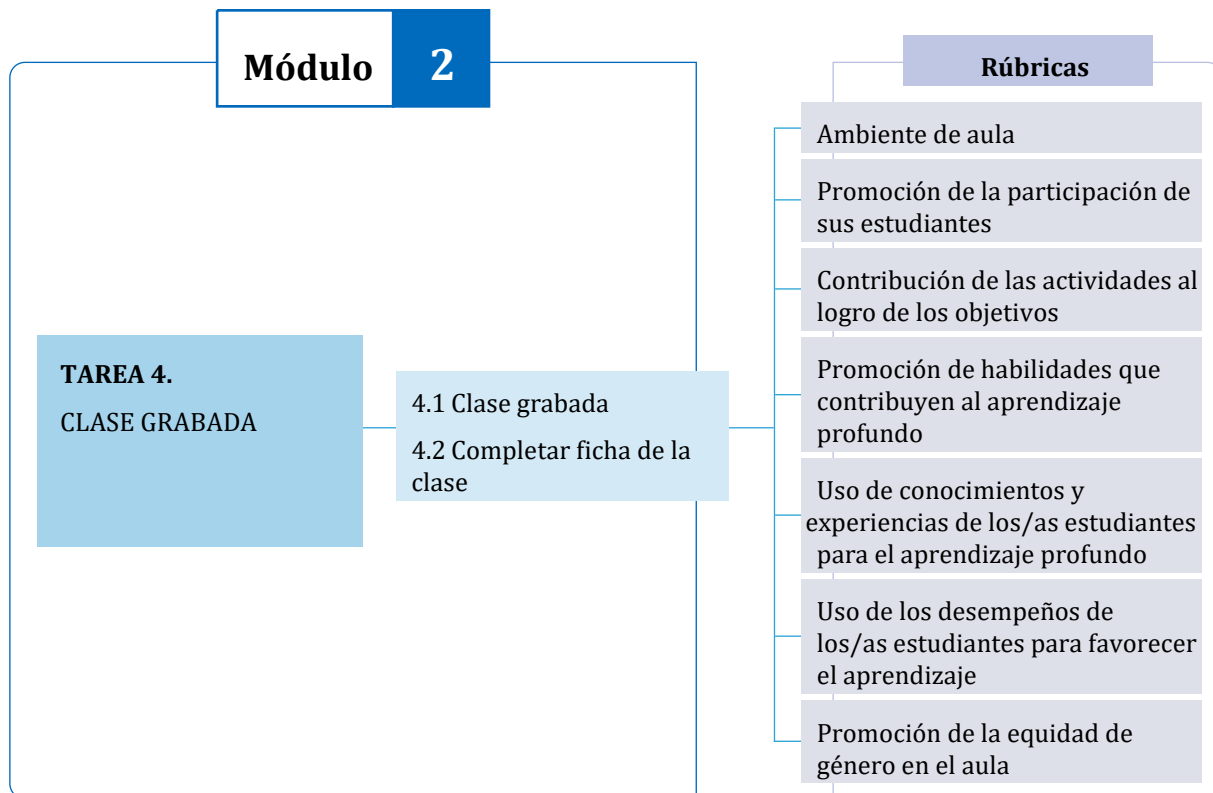 Módulo 2
Rúbricas
TAREA 4.
CLASE GRABADA
4.1 Clase grabada
4.2 Completar ficha de la
clase
Ambiente de aula
Promoción de la participación de
sus estudiantes
Contribución de las actividades al
logro de los objetivos
Promoción de habilidades que
contribuyen al aprendizaje
profundo
Uso de conocimientos y
experiencias de los/as estudiantes
para el aprendizaje profundo
Uso de los desempeños de
los/as estudiantes para favorecer
el aprendizaje
Promoción de la equidad de
género en el aula